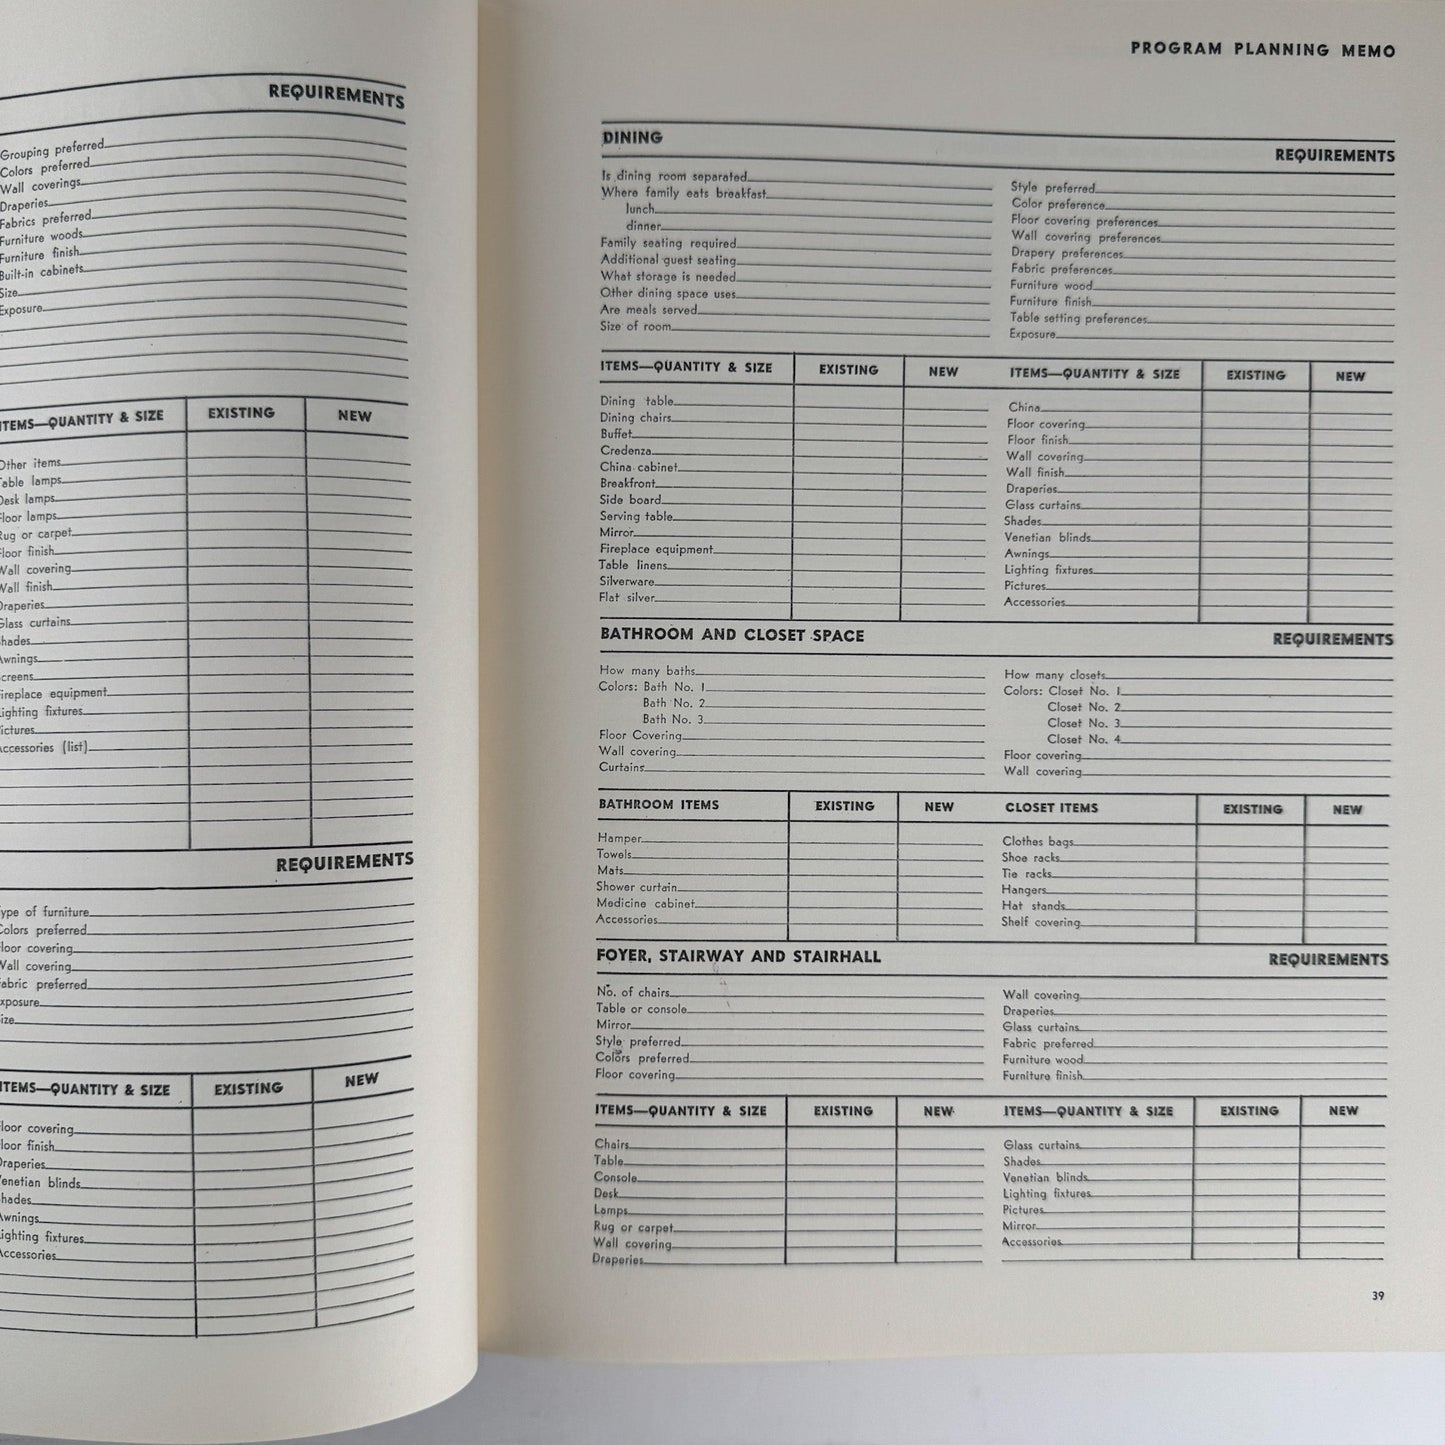 REQUIREMENTS
Grouping preferred
Colors preferred
Wall coverings
Draperies
Fabrics preferred
Furniture woods
Furniture finish
Built-in cabinets
Size
Exposure
ITEMS—QUANTITY & SIZE EXISTING NEW
Other items
Table lamps
Desk lamps
Floor lamps
Rug or carpet
Floor finish
Wall covering
Wall finish
Draperies
Glass curtains
Shades
Awnings
Screens
Fireplace equipment
Lighting fixtures
Pictures
Accessories (list)
REQUIREMENTS
Type of furniture
Colors preferred
Floor covering
Wall covering
Fabric preferred
Exposure
Size
ITEMS—QUANTITY & SIZE EXISTING NEW
Floor covering
Floor finish
Draperies
Venetian blinds
Shades
Awnings
Lighting fixtures
Accessories
PROGRAM PLANNING MEMO
DINING
REQUIREMENTS
Is dining room separated
Where family eats breakfast
lunch
dinner
Family seating required
Additional guest seating
What storage is needed
Other dining space uses
Are meals served
Size of room
Style preferred
Color preference
Floor covering preferences
Wall covering preferences
Drapery preferences
Fabric preferences
Furniture wood
Furniture finish
Table setting preferences
Exposure
ITEMS—QUANTITY & SIZE EXISTING NEW
Dining table
Dining chairs
Buffet
Credenza
China cabinet
Breakfront
Side board
Serving table
Mirror
Fireplace equipment
Table linens
Silverware
Flat silver
ITEMS—QUANTITY & SIZE EXISTING NEW
China
Floor covering
Floor finish
Wall covering
Wall finish
Draperies
Glass curtains
Shades
Venetian blinds
Awnings
Lighting fixtures
Pictures
Accessories
BATHROOM AND CLOSET SPACE
REQUIREMENTS
How many baths
Colors: Bath No. 1
Bath No. 2
Bath No. 3
Floor Covering
Wall covering
Curtains
How many closets
Colors: Closet No. 1
Closet No. 2
Closet No. 3
Closet No. 4
Floor covering
Wall covering
BATHROOM ITEMS EXISTING NEW
Hamper
Towels
Mats
Shower curtain
Medicine cabinet
Accessories
CLOSET ITEMS EXISTING NEW
Clothes bags
Shoe racks
Tie racks
Hangers
Hat stands
Shelf covering
FOYER, STAIRWAY AND STAIRHALL
REQUIREMENTS
No. of chairs
Table or console
Mirror
Style preferred
Colors preferred
Floor covering
Wall covering
Draperies
Glass curtains
Fabric preferred
Furniture wood
Furniture finish
ITEMS—QUANTITY & SIZE EXISTING NEW
Chairs
Table
Console
Desk
Lamps
Rug or carpet
Wall covering
Draperies
ITEMS—QUANTITY & SIZE EXISTING NEW
Glass curtains
Shades
Venetian blinds
Lighting fixtures
Pictures
Mirror
Accessories
39